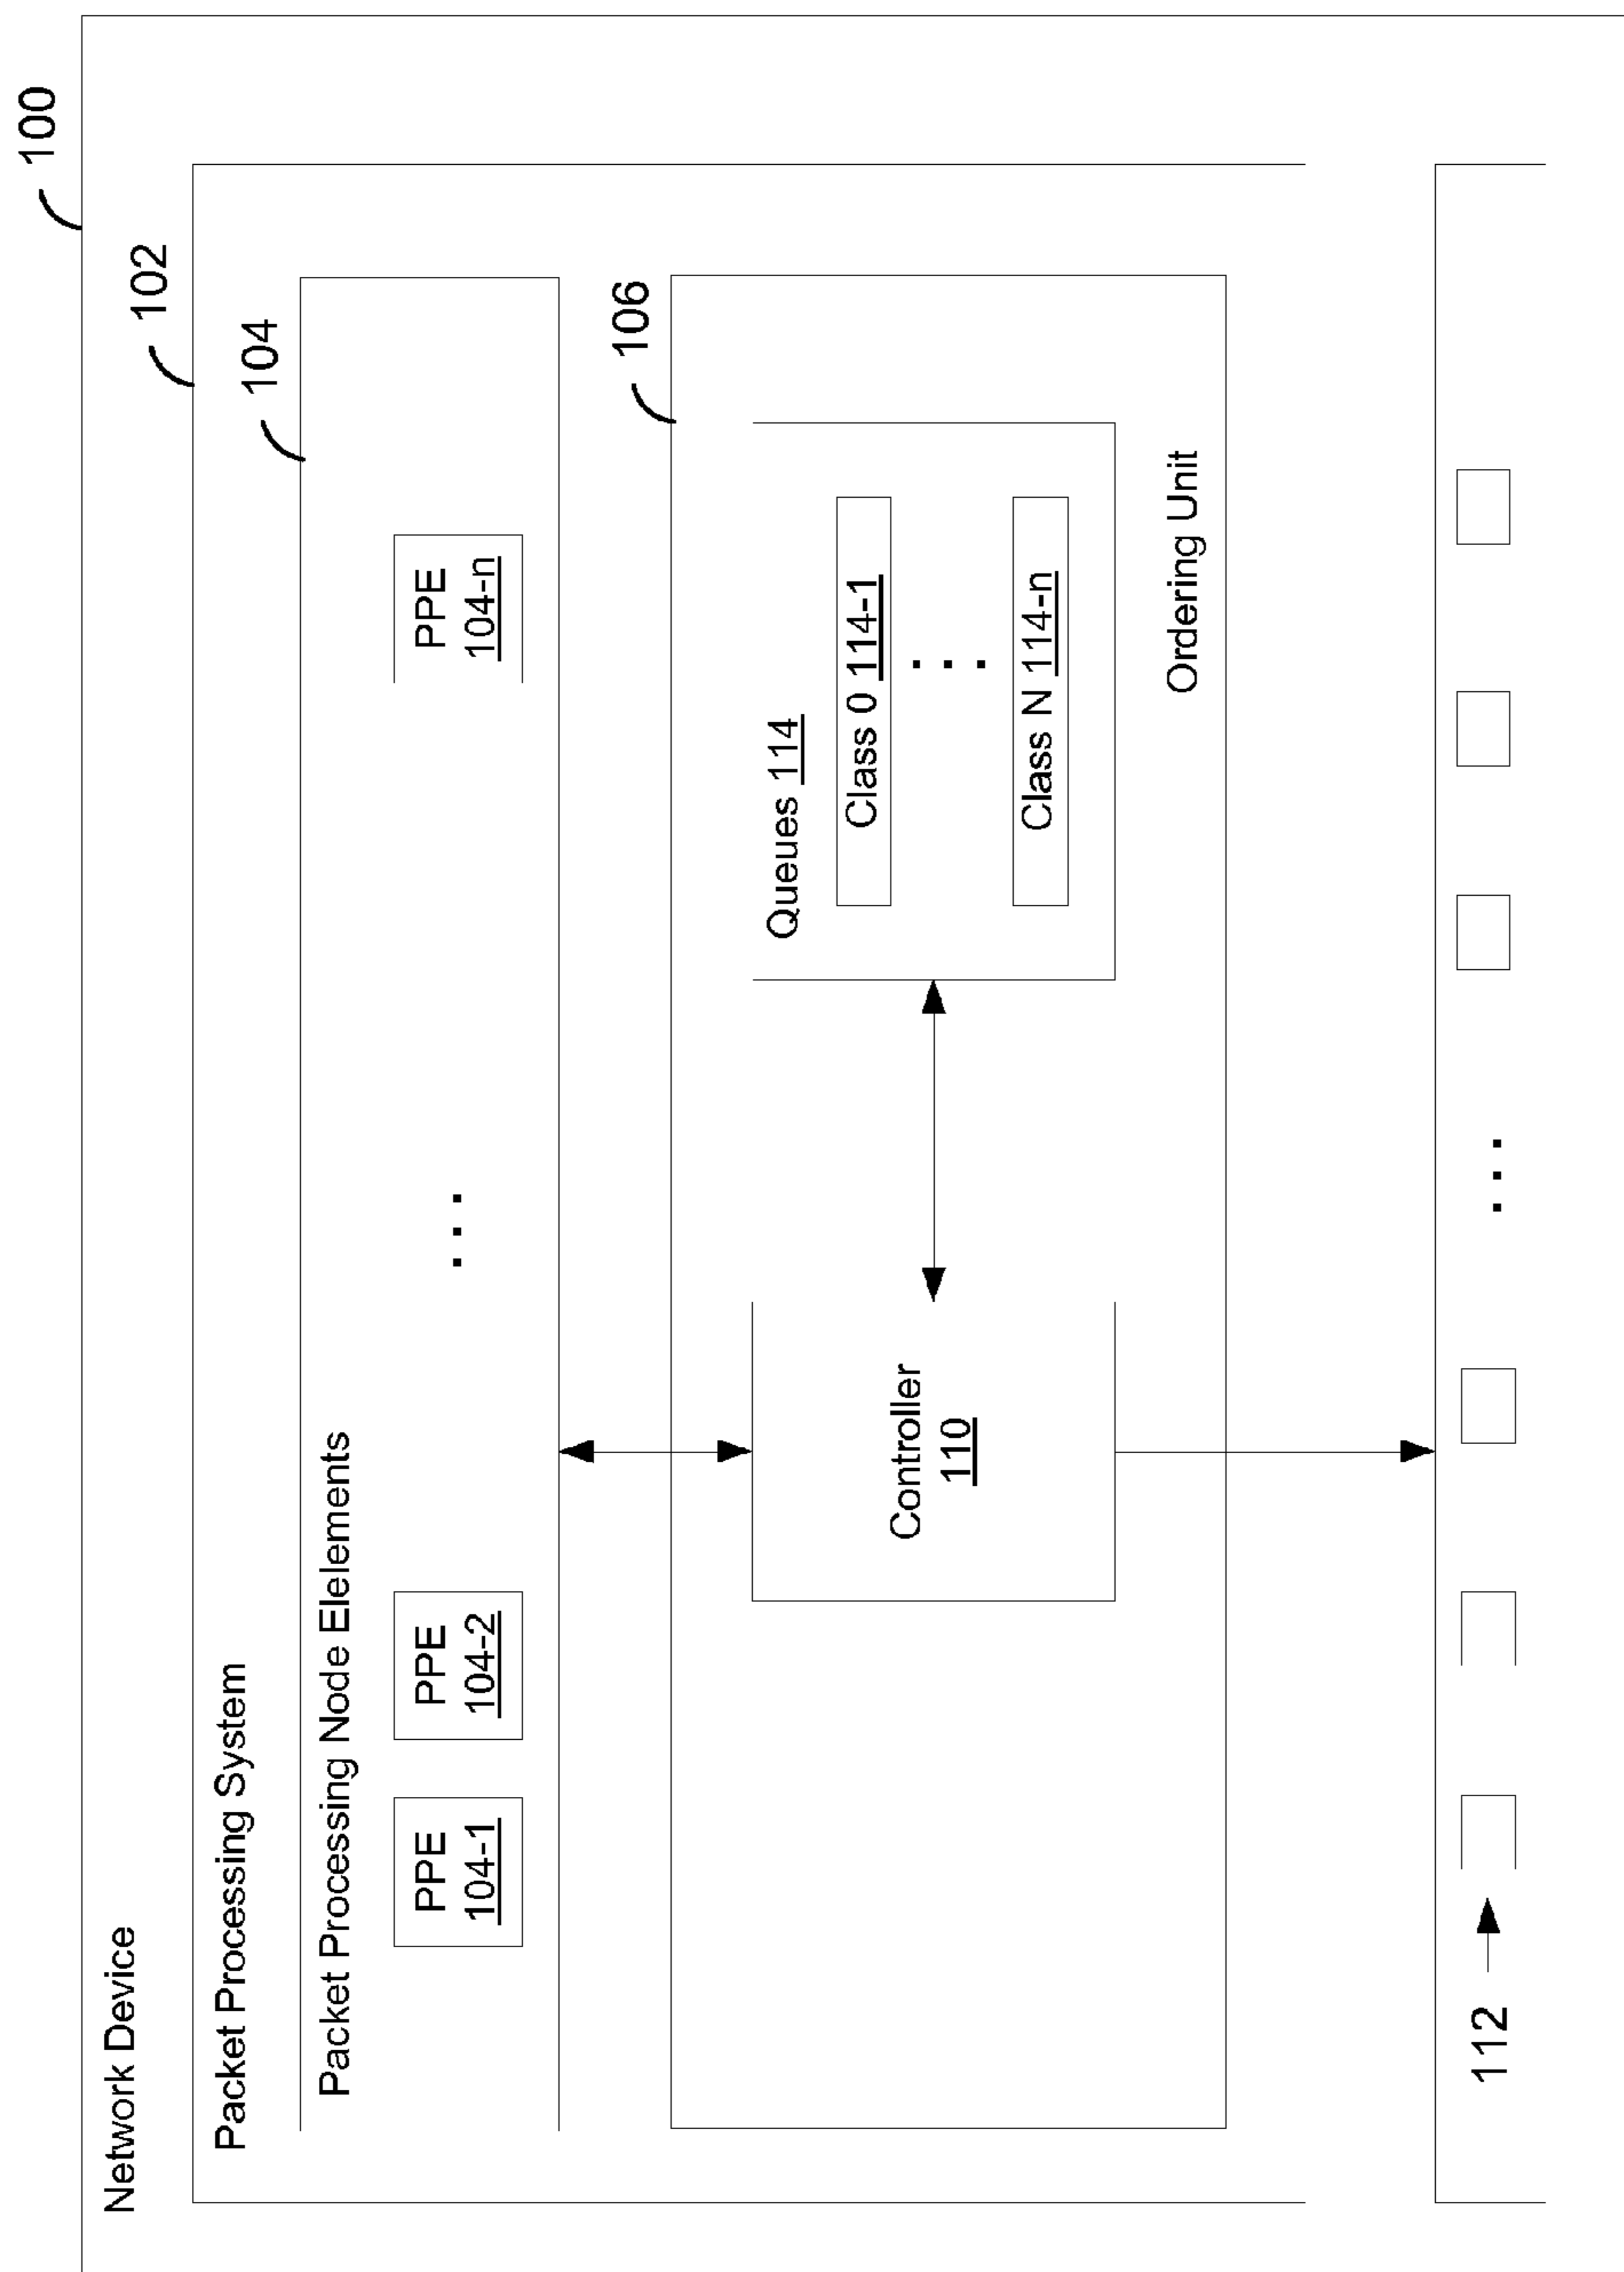 Network Device
100
Packet Processing System
102
Packet Processing Node Elelements
104
PPE
104-1
PPE
104-2
. . .
PPE
104-n
106
Controller
110
Queues 114
Class 0 114-1
. . .
Class N 114-n
Ordering Unit
112
. . .